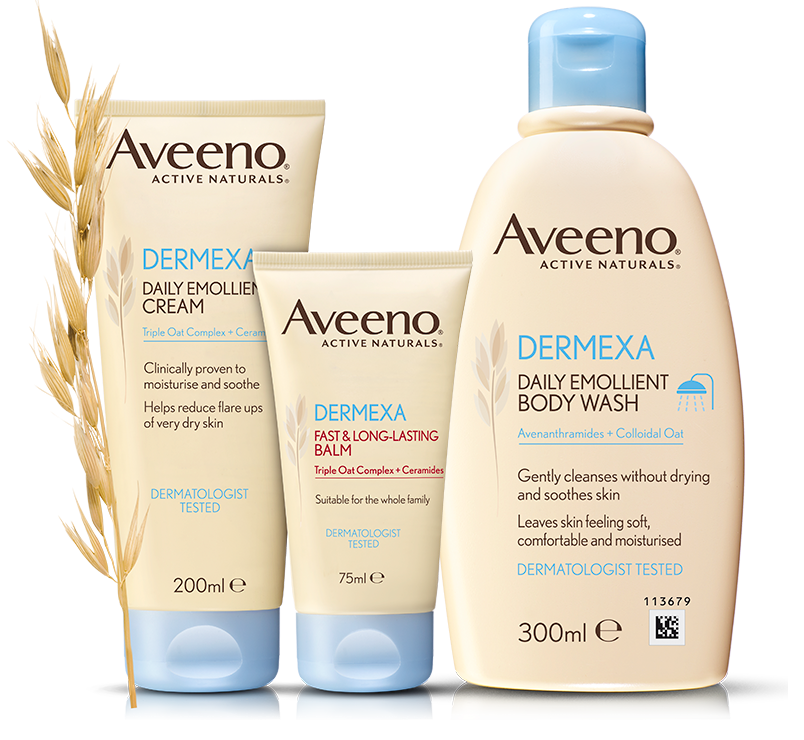 Aveeno®
ACTIVE NATURALS®
DERMEXA
DAILY EMOLLIEN
CREAM
Triple Oat Complex + Ceram
Clinically proven to
moisturise and soothe
Helps reduce flare ups
of very dry skin
DERMATOLOGIST
TESTED
200ml ℮
Aveeno®
ACTIVE NATURALS®
DERMEXA
FAST & LONG-LASTING
BALM
Triple Oat Complex + Ceramides
Suitable for the whole family
DERMATOLOGIST
TESTED
75ml ℮
Aveeno®
ACTIVE NATURALS®
DERMEXA
DAILY EMOLLIENT
BODY WASH
Avenanthramides + Colloidal Oat
Gently cleanses without drying
and soothes skin
Leaves skin feeling soft,
comfortable and moisturised
DERMATOLOGIST TESTED
113679
300ml ℮